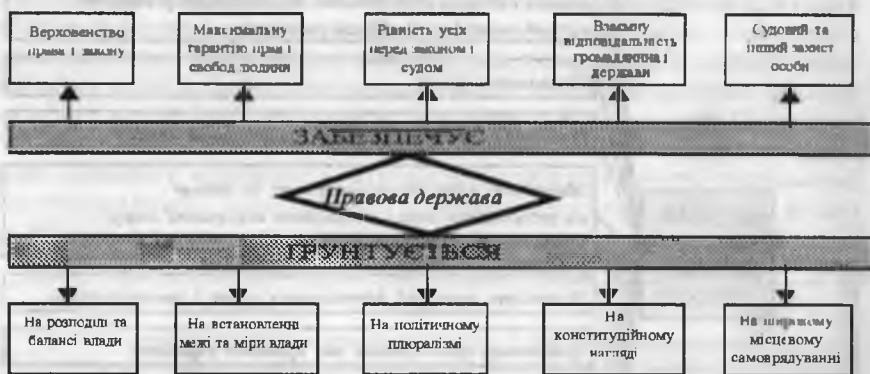 Верховенство
права і закону
Максимальну
гарантію прав і
свобод людини
Рівність усіх
перед законом і
судом
Взаємну
відповідальність
громадянина і
держави
Судовий та
інший захист
особи
ЗАБЕЗПЕЧУЄ
Правова держава
ҐРУНТУЄТЬСЯ
На розподілі та
балансі влади
На встановленні
межі та міри влади
На політичному
плюралізмі
На
конституційному
нагляді
На широкому
місцевому
самоврядуванні